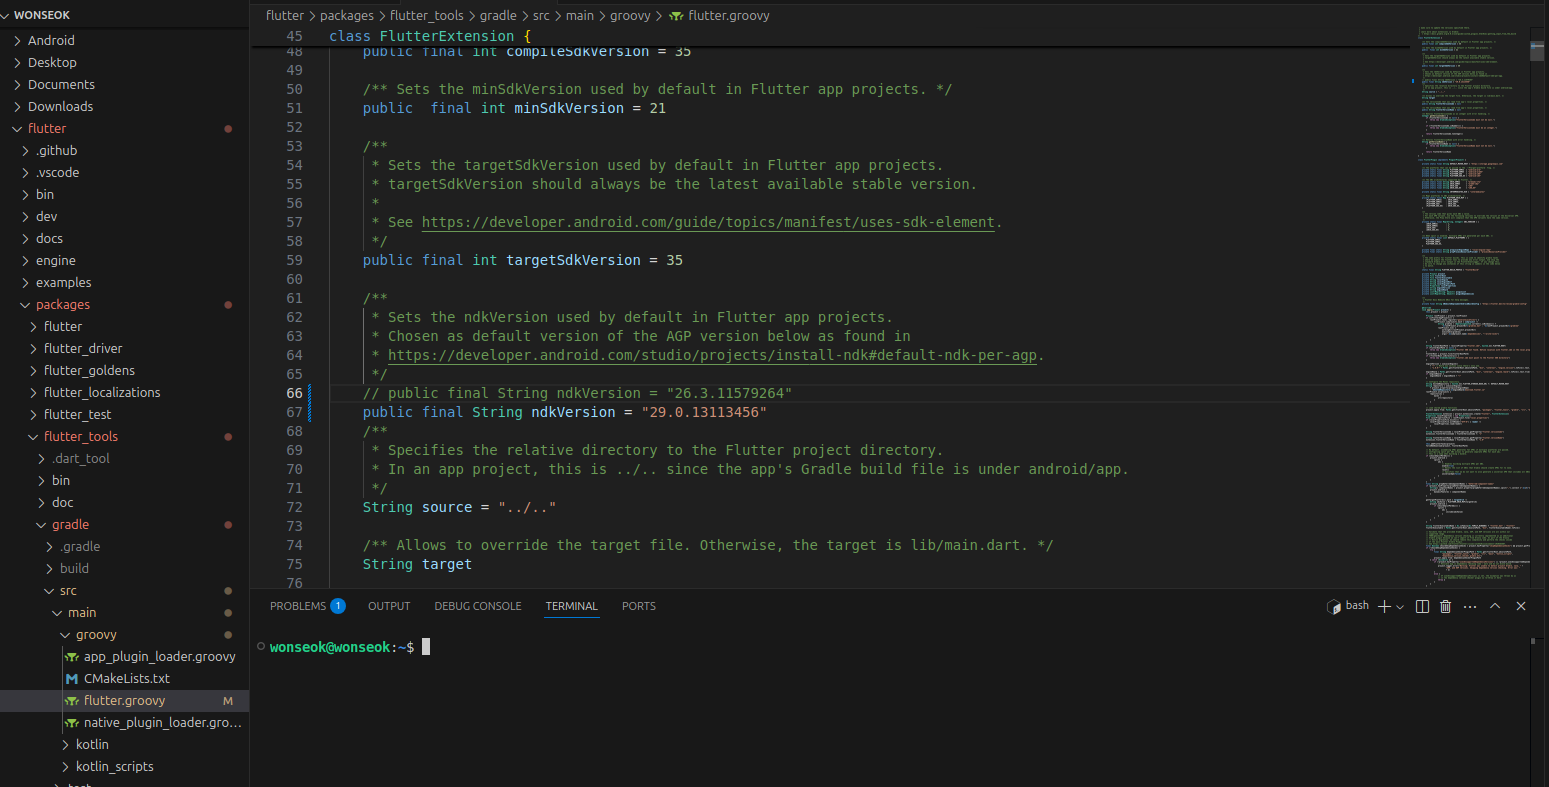 WONSEOK
Android
Desktop
Documents
Downloads
flutter
.github
.vscode
bin
dev
docs
engine
examples
packages
flutter
flutter_driver
flutter_goldens
flutter_localizations
flutter_test
flutter_tools
.dart_tool
bin
doc
gradle
.gradle
build
src
main
groovy
app_plugin_loader.groovy
CMakeLists.txt
flutter.groovy M
native_plugin_loader.gro...
kotlin
kotlin_scripts
flutter > packages > flutter_tools > gradle > src > main > groovy > flutter.groovy
45 class FlutterExtension {
48 public final int compileSdkVersion = 35
49
50 /** Sets the minSdkVersion used by default in Flutter app projects. */
51 public  final int minSdkVersion = 21
52
53 /**
54 * Sets the targetSdkVersion used by default in Flutter app projects.
55 * targetSdkVersion should always be the latest available stable version.
56 *
57 * See https://developer.android.com/guide/topics/manifest/uses-sdk-element.
58 */
59 public final int targetSdkVersion = 35
60
61 /**
62 * Sets the ndkVersion used by default in Flutter app projects.
63 * Chosen as default version of the AGP version below as found in
64 * https://developer.android.com/studio/projects/install-ndk#default-ndk-per-agp.
65 */
66 // public final String ndkVersion = "26.3.11579264"
67 public final String ndkVersion = "29.0.13113456"
68 /**
69 * Specifies the relative directory to the Flutter project directory.
70 * In an app project, this is ../.. since the app's Gradle build file is under android/app.
71 */
72 String source = "../.."
73
74 /** Allows to override the target file. Otherwise, the target is lib/main.dart. */
75 String target
76
PROBLEMS 1 OUTPUT DEBUG CONSOLE TERMINAL PORTS bash
wonseok@wonseok:~$